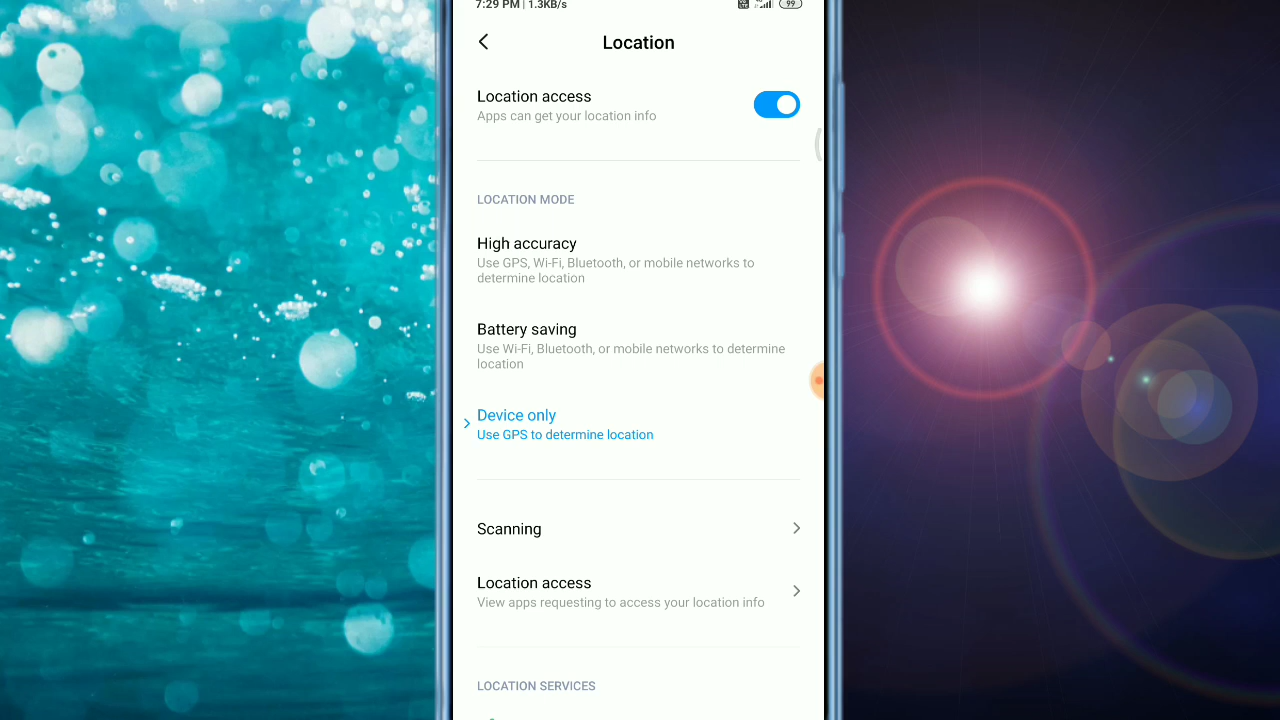 7:29 PM | 1.3KB/s
99
Location
Location access
Apps can get your location info
LOCATION MODE
High accuracy
Use GPS, Wi-Fi, Bluetooth, or mobile networks to
determine location
Battery saving
Use Wi-Fi, Bluetooth, or mobile networks to determine
location
Device only
Use GPS to determine location
Scanning
Location access
View apps requesting to access your location info
LOCATION SERVICES